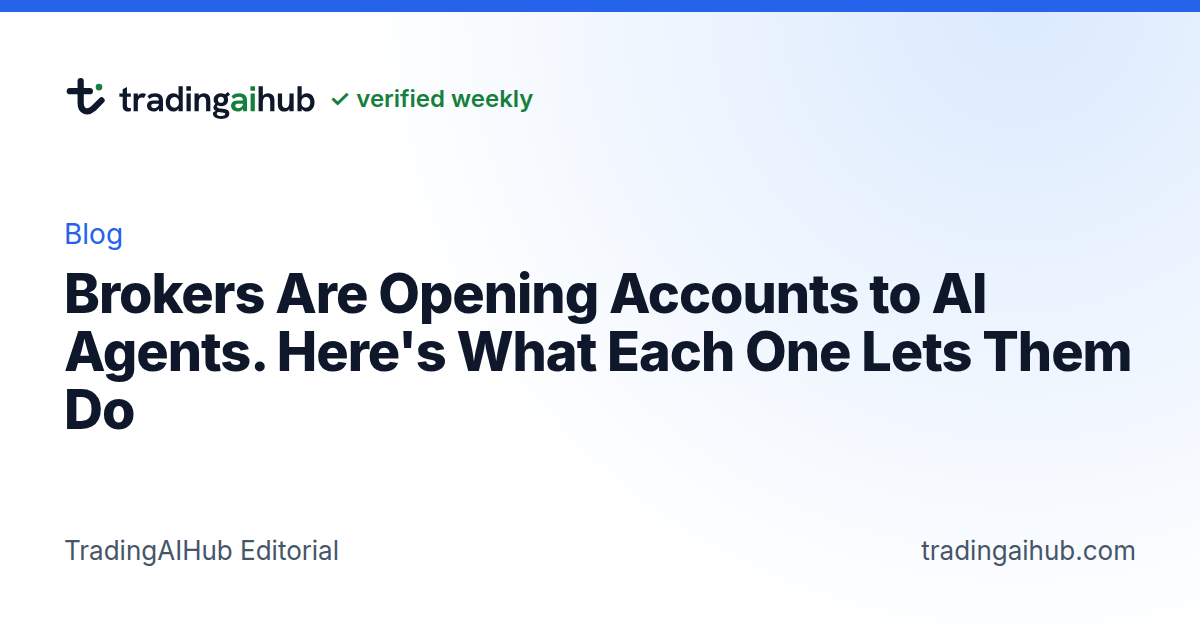 tradingaihub ✓ verified weekly
Blog
Brokers Are Opening Accounts to AI
Agents. Here's What Each One Lets Them
Do
TradingAIHub Editorial
tradingaihub.com